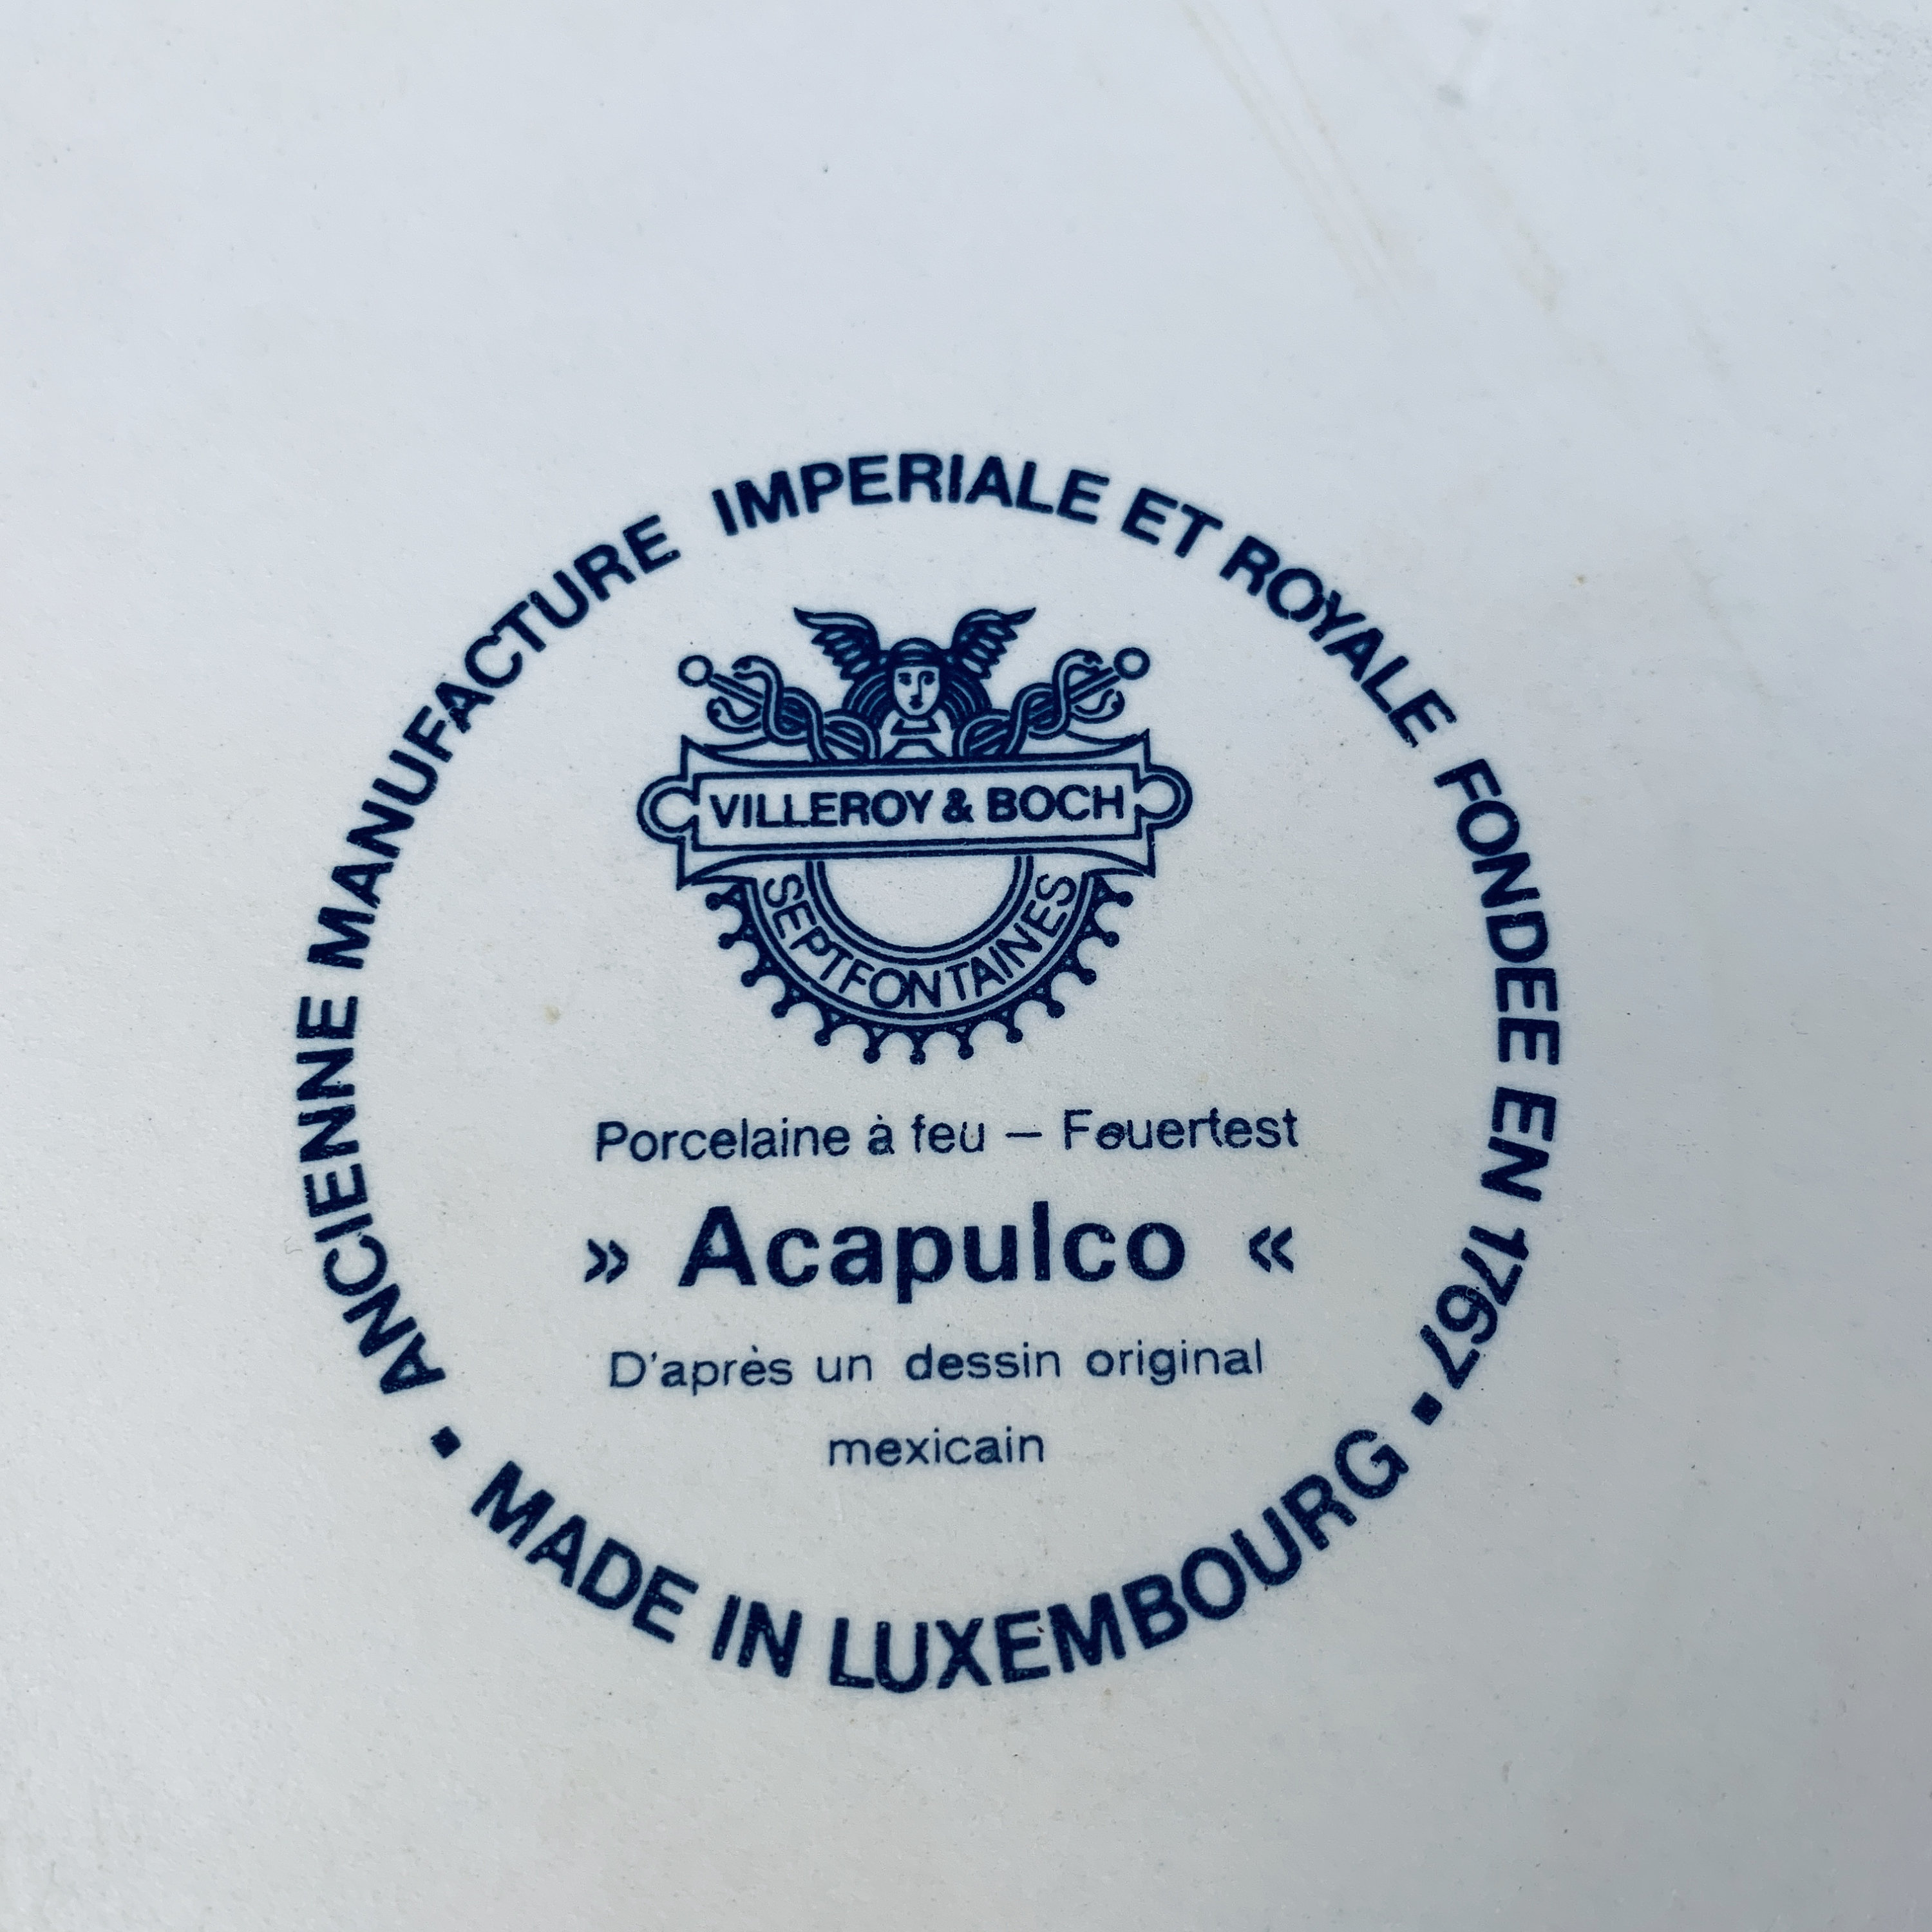 ANCIENNE MANUFACTURE IMPERIALE ET ROYALE FONDEE EN 1767
VILLEROY & BOCH
SEPTFONTAINES
Porcelaine à feu – Feuertest
» Acapulco «
D'après un dessin original
mexicain
• MADE IN LUXEMBOURG •